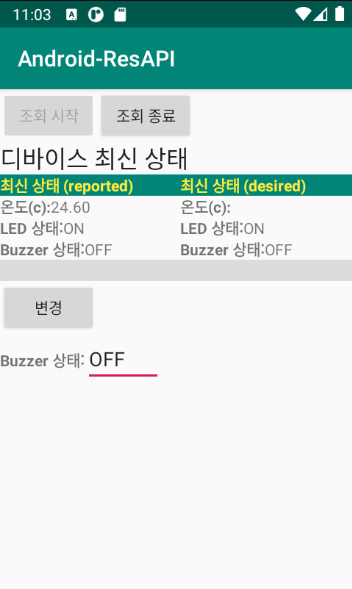 11:03
Android-ResAPI
조회 시작 조회 종료
디바이스 최신 상태
최신 상태 (reported) 최신 상태 (desired)
온도(c):24.60 온도(c):
LED 상태:ON LED 상태:ON
Buzzer 상태:OFF Buzzer 상태:OFF
변경
Buzzer 상태: OFF